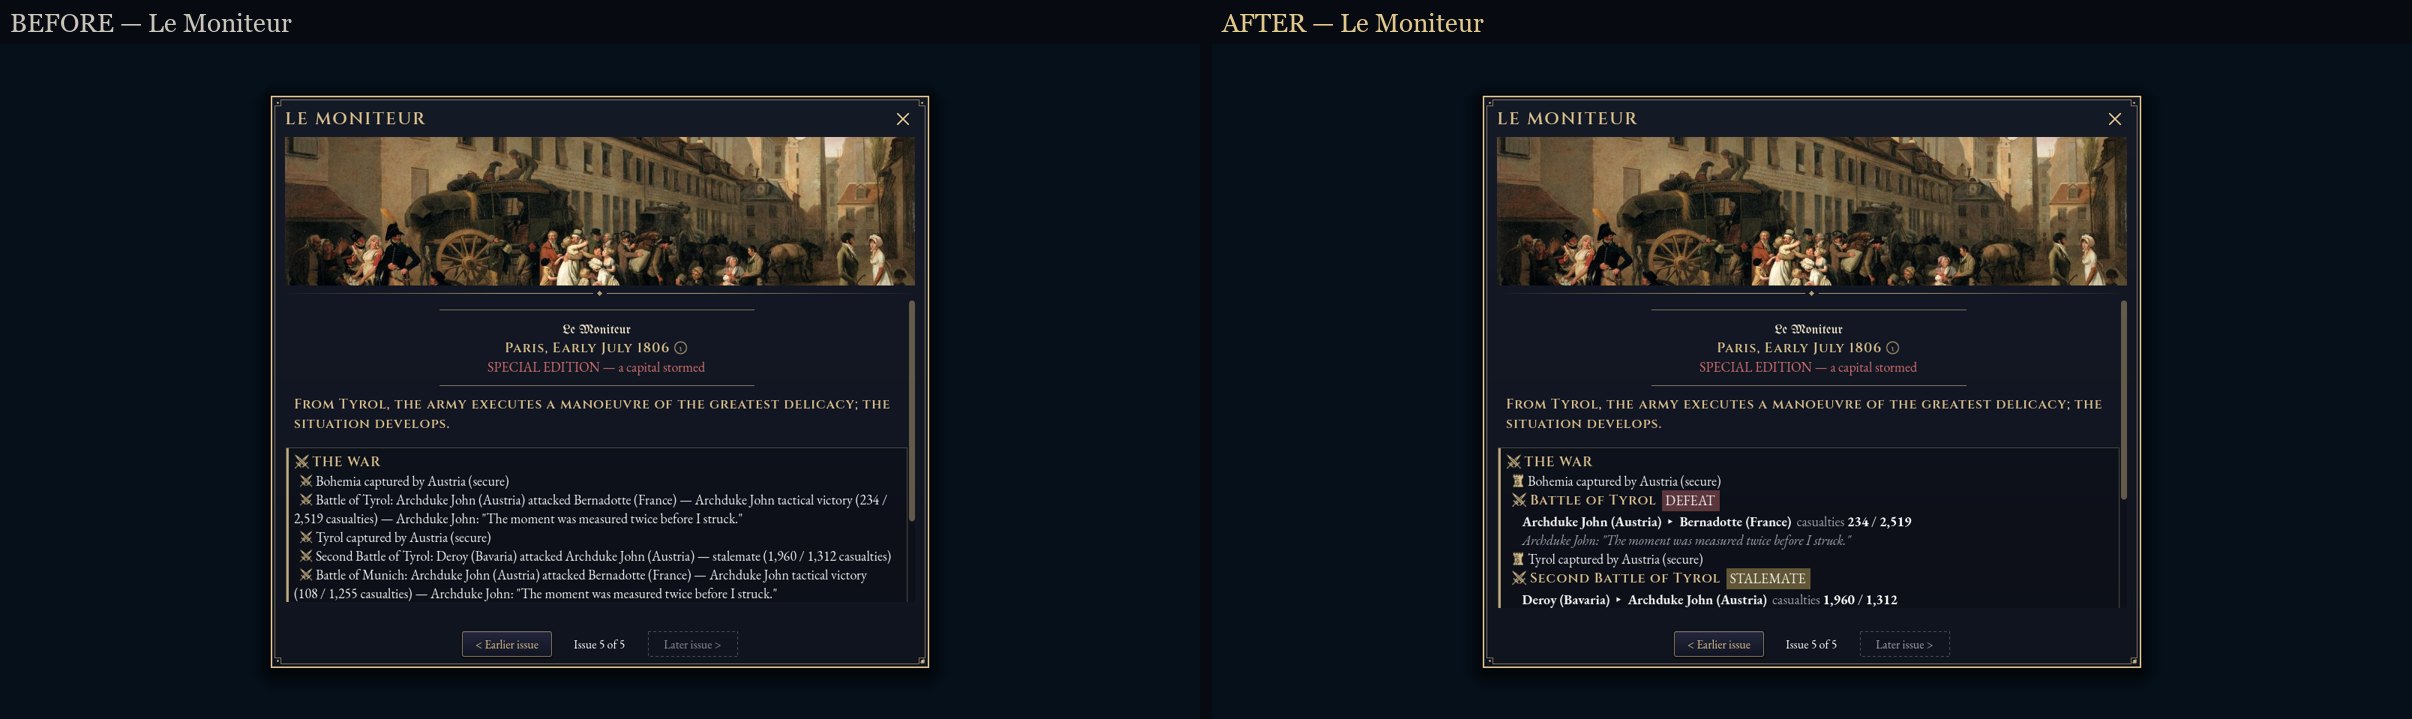 BEFORE — Le Moniteur
LE MONITEUR
Le Moniteur
PARIS, EARLY JULY 1806
SPECIAL EDITION — a capital stormed
FROM TYROL, THE ARMY EXECUTES A MANOEUVRE OF THE GREATEST DELICACY; THE
SITUATION DEVELOPS.
THE WAR
Bohemia captured by Austria (secure)
Battle of Tyrol: Archduke John (Austria) attacked Bernadotte (France) — Archduke John tactical victory (234 /
2,519 casualties) — Archduke John: "The moment was measured twice before I struck."
Tyrol captured by Austria (secure)
Second Battle of Tyrol: Deroy (Bavaria) attacked Archduke John (Austria) — stalemate (1,960 / 1,312 casualties)
Battle of Munich: Archduke John (Austria) attacked Bernadotte (France) — Archduke John tactical victory
(108 / 1,255 casualties) — Archduke John: "The moment was measured twice before I struck."
< Earlier issue Issue 5 of 5 Later issue >
AFTER — Le Moniteur
LE MONITEUR
Le Moniteur
PARIS, EARLY JULY 1806
SPECIAL EDITION — a capital stormed
FROM TYROL, THE ARMY EXECUTES A MANOEUVRE OF THE GREATEST DELICACY; THE
SITUATION DEVELOPS.
THE WAR
Bohemia captured by Austria (secure)
BATTLE OF TYROL DEFEAT
Archduke John (Austria) ‣ Bernadotte (France) casualties 234 / 2,519
Archduke John: "The moment was measured twice before I struck."
Tyrol captured by Austria (secure)
SECOND BATTLE OF TYROL STALEMATE
Deroy (Bavaria) ‣ Archduke John (Austria) casualties 1,960 / 1,312
< Earlier issue Issue 5 of 5 Later issue >